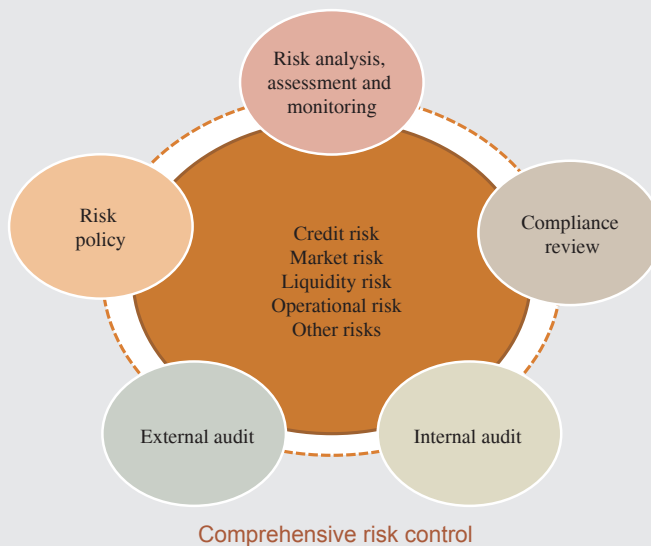 Risk analysis,
assessment and
monitoring
Risk
policy
Compliance
review
Credit risk
Market risk
Liquidity risk
Operational risk
Other risks
External audit
Internal audit
Comprehensive risk control